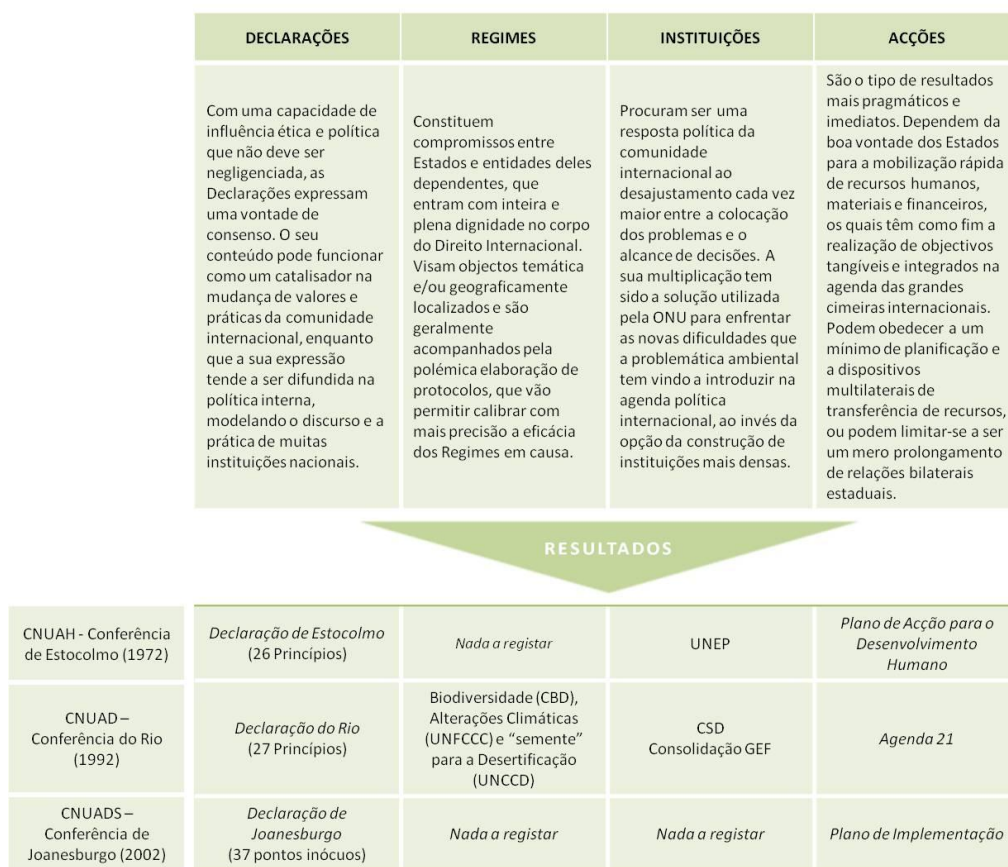 DECLARAÇÕES
REGIMES
INSTITUIÇÕES
ACÇÕES
Com uma capacidade de
influência ética e política
que não deve ser
negligenciada, as
Declarações expressam
uma vontade de
consenso. O seu
conteúdo pode funcionar
como um catalisador na
mudança de valores e
práticas da comunidade
internacional, enquanto
que a sua expressão
tende a ser difundida na
política interna,
modelando o discurso e a
prática de muitas
instituições nacionais.
Constituem
compromissos entre
Estados e entidades deles
dependentes, que
entram com inteira e
plena dignidade no corpo
do Direito Internacional.
Visam objectos temática
e/ou geograficamente
localizados e são
geralmente
acompanhados pela
polémica elaboração de
protocolos, que vão
permitir calibrar com
mais precisão a eficácia
dos Regimes em causa.
Procuram ser uma
resposta política da
comunidade
internacional ao
desajustamento cada vez
maior entre a colocação
dos problemas e o
alcance de decisões. A
sua multiplicação tem
sido a solução utilizada
pela ONU para enfrentar
as novas dificuldades que
a problemática ambiental
tem vindo a introduzir na
agenda política
internacional, ao invés da
opção da construção de
instituições mais densas.
São o tipo de resultados
mais pragmáticos e
imediatos. Dependem da
boa vontade dos Estados
para a mobilização rápida
de recursos humanos,
materiais e financeiros,
os quais têm como fim a
realização de objectivos
tangíveis e integrados na
agenda das grandes
cimeiras internacionais.
Podem obedecer a um
mínimo de planificação e
a dispositivos
multilaterais de
transferência de recursos,
ou podem limitar-se a ser
um mero prolongamento
de relações bilaterais
estaduais.
RESULTADOS
CNUAH - Conferência
de Estocolmo (1972)
Declaração de Estocolmo
(26 Princípios)
Nada a registar
UNEP
Plano de Acção para o
Desenvolvimento
Humano
CNUAD –
Conferência do Rio
(1992)
Declaração do Rio
(27 Princípios)
Biodiversidade (CBD),
Alterações Climáticas
(UNFCCC) e “semente”
para a Desertificação
(UNCCD)
CSD
Consolidação GEF
Agenda 21
CNUADS –
Conferência de
Joanesburgo (2002)
Declaração de
Joanesburgo
(37 pontos inócuos)
Nada a registar
Nada a registar
Plano de Implementação